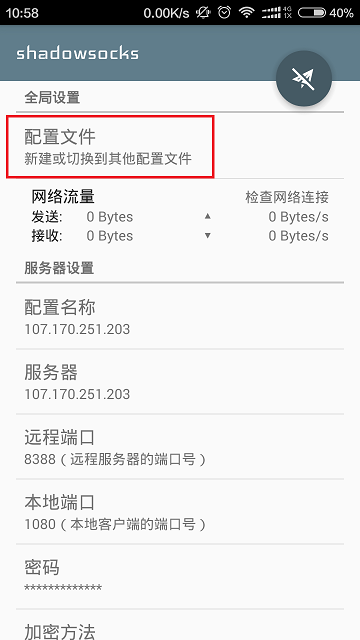 10:58 0.00K/s 4G 1X 40%
shadowsocks
全局设置
配置文件
新建或切换到其他配置文件
网络流量 检查网络连接
发送: 0 Bytes ▲ 0 Bytes/s
接收: 0 Bytes ▼ 0 Bytes/s
服务器设置
配置名称
107.170.251.203
服务器
107.170.251.203
远程端口
8388（远程服务器的端口号）
本地端口
1080（本地客户端的端口号）
密码
*************
加密方法